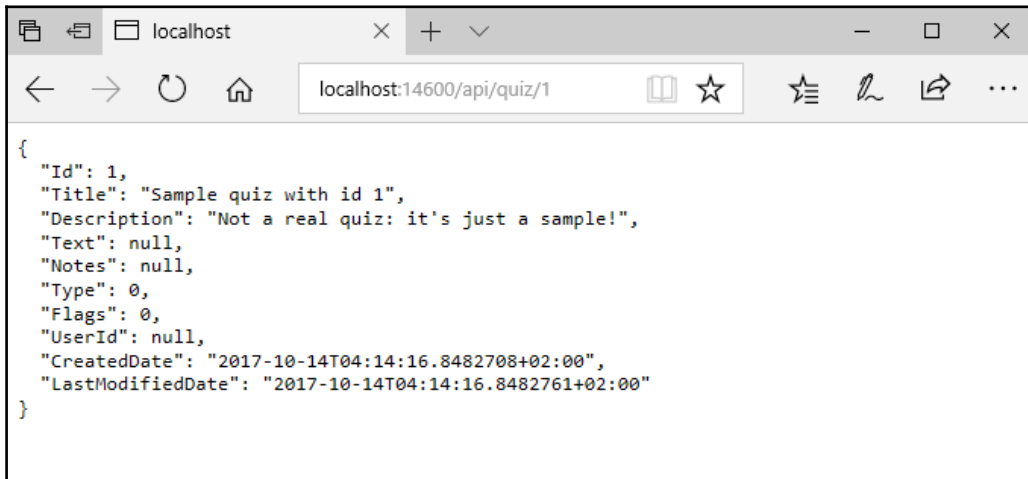 localhost
localhost:14600/api/quiz/1
{
  "Id": 1,
  "Title": "Sample quiz with id 1",
  "Description": "Not a real quiz: it's just a sample!",
  "Text": null,
  "Notes": null,
  "Type": 0,
  "Flags": 0,
  "UserId": null,
  "CreatedDate": "2017-10-14T04:14:16.8482708+02:00",
  "LastModifiedDate": "2017-10-14T04:14:16.8482761+02:00"
}